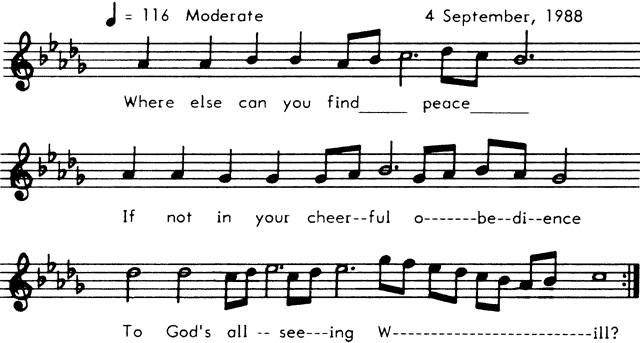 ♩ = 116 Moderate 4 September, 1988
Where else can you find_____ peace______
If not in your cheer--ful o-------be--di--ence
To God's all -- see---ing W-------------------------ill?